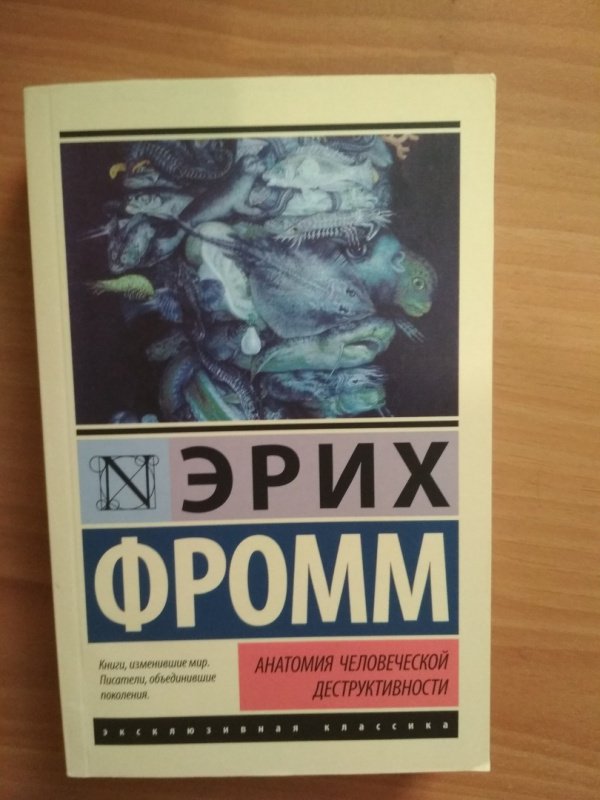 N ЭРИХ
ФРОММ
Книги, изменившие мир.
Писатели, объединившие
поколения.
АНАТОМИЯ ЧЕЛОВЕЧЕСКОЙ
ДЕСТРУКТИВНОСТИ
эксклюзивная классика